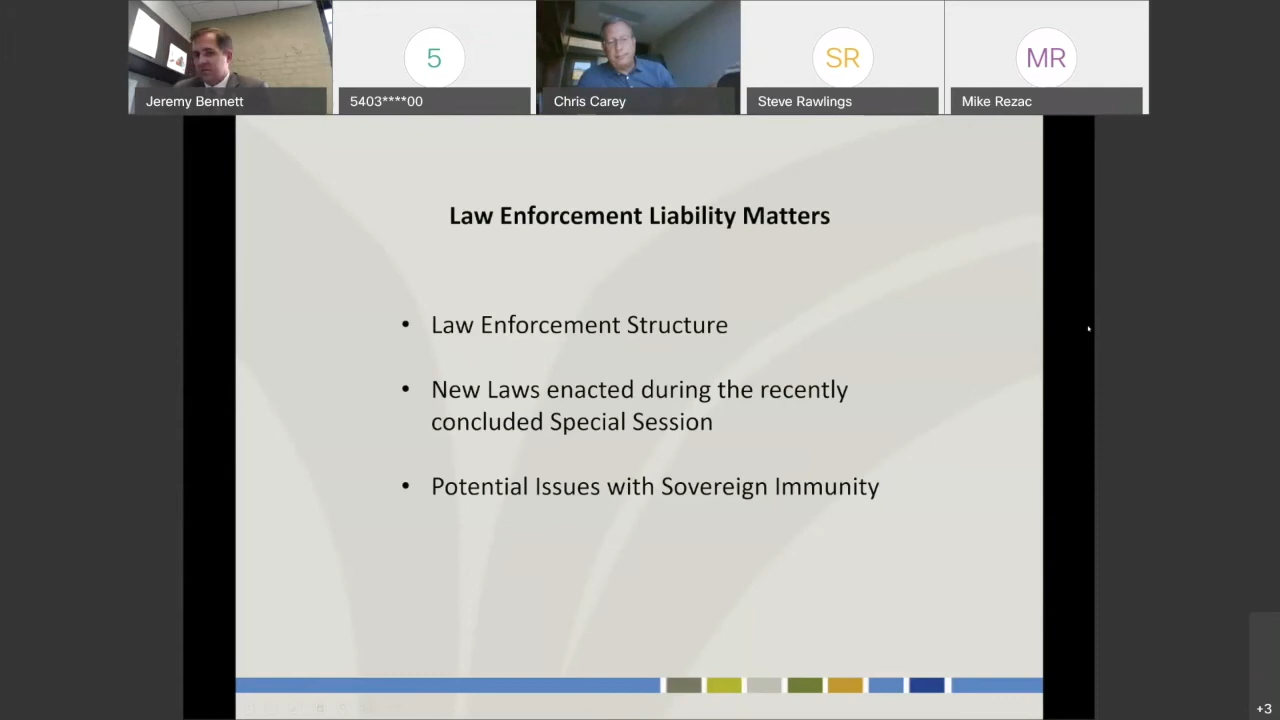 5
SR
MR
Jeremy Bennett
5403****00
Chris Carey
Steve Rawlings
Mike Rezac
Law Enforcement Liability Matters
• Law Enforcement Structure
• New Laws enacted during the recently
concluded Special Session
• Potential Issues with Sovereign Immunity
+3